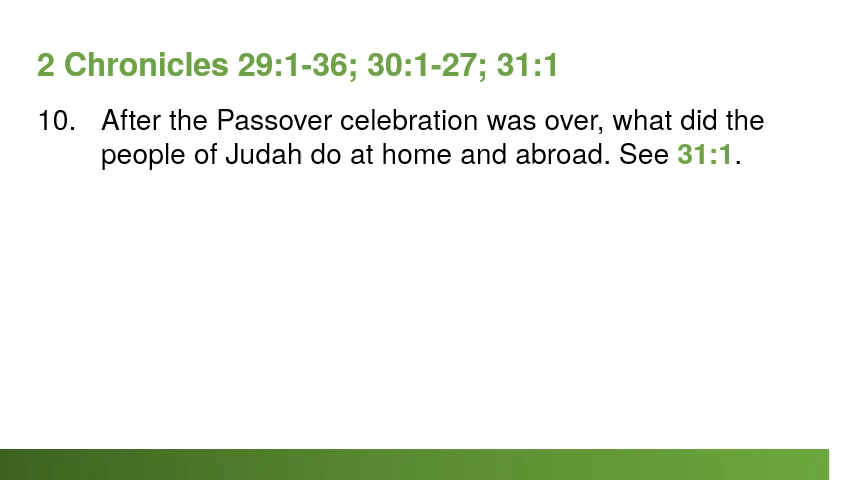 2 Chronicles 29:1-36; 30:1-27; 31:1
10. After the Passover celebration was over, what did the
people of Judah do at home and abroad. See 31:1.